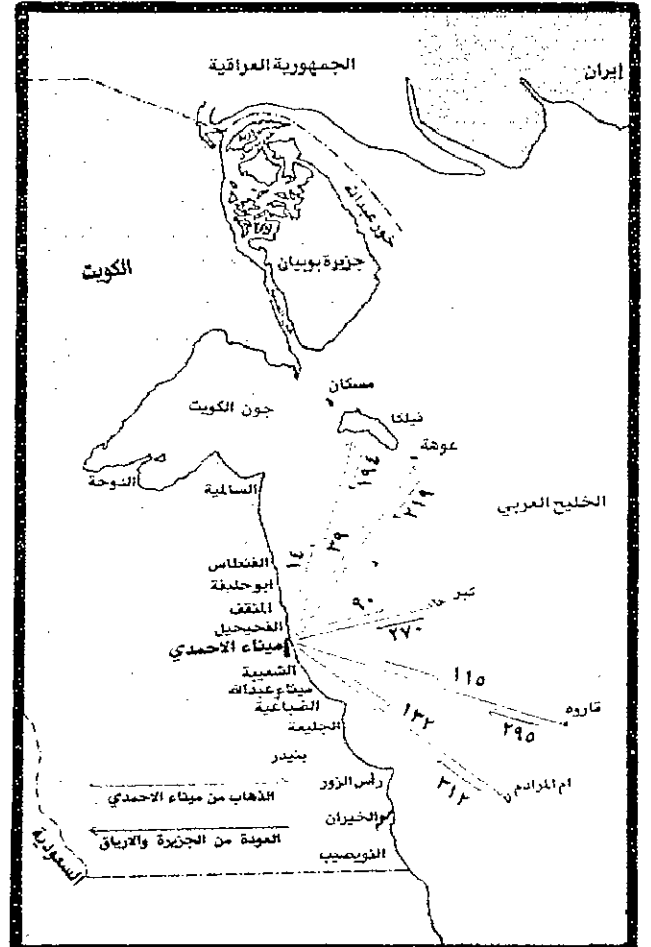 الجمهورية العراقية
إيران
خور عبدالله
جزيرة بوبيان
الكويت
مسكان
جون الكويت
فيلكا
عوهة
الدوحة
السالمية
١٩٤
٢١٩
الخليج العربي
١٤
٣٩
الفنطاس
ابوحليفة
المنقف
الفحيحيل
ميناء الاحمدي
الشعيبة
ميناء عبدالله
الضباعية
الجليعة
بنيدر
كبر
٩٠
٢٧٠
١١٥
٢٩٥
قاروه
١٣٢
٣١٢
ام المرادم
رأس الزور
الذهاب من ميناء الاحمدي
الخيران
العودة من الجزيرة والارياق
النويصيب
السعودية